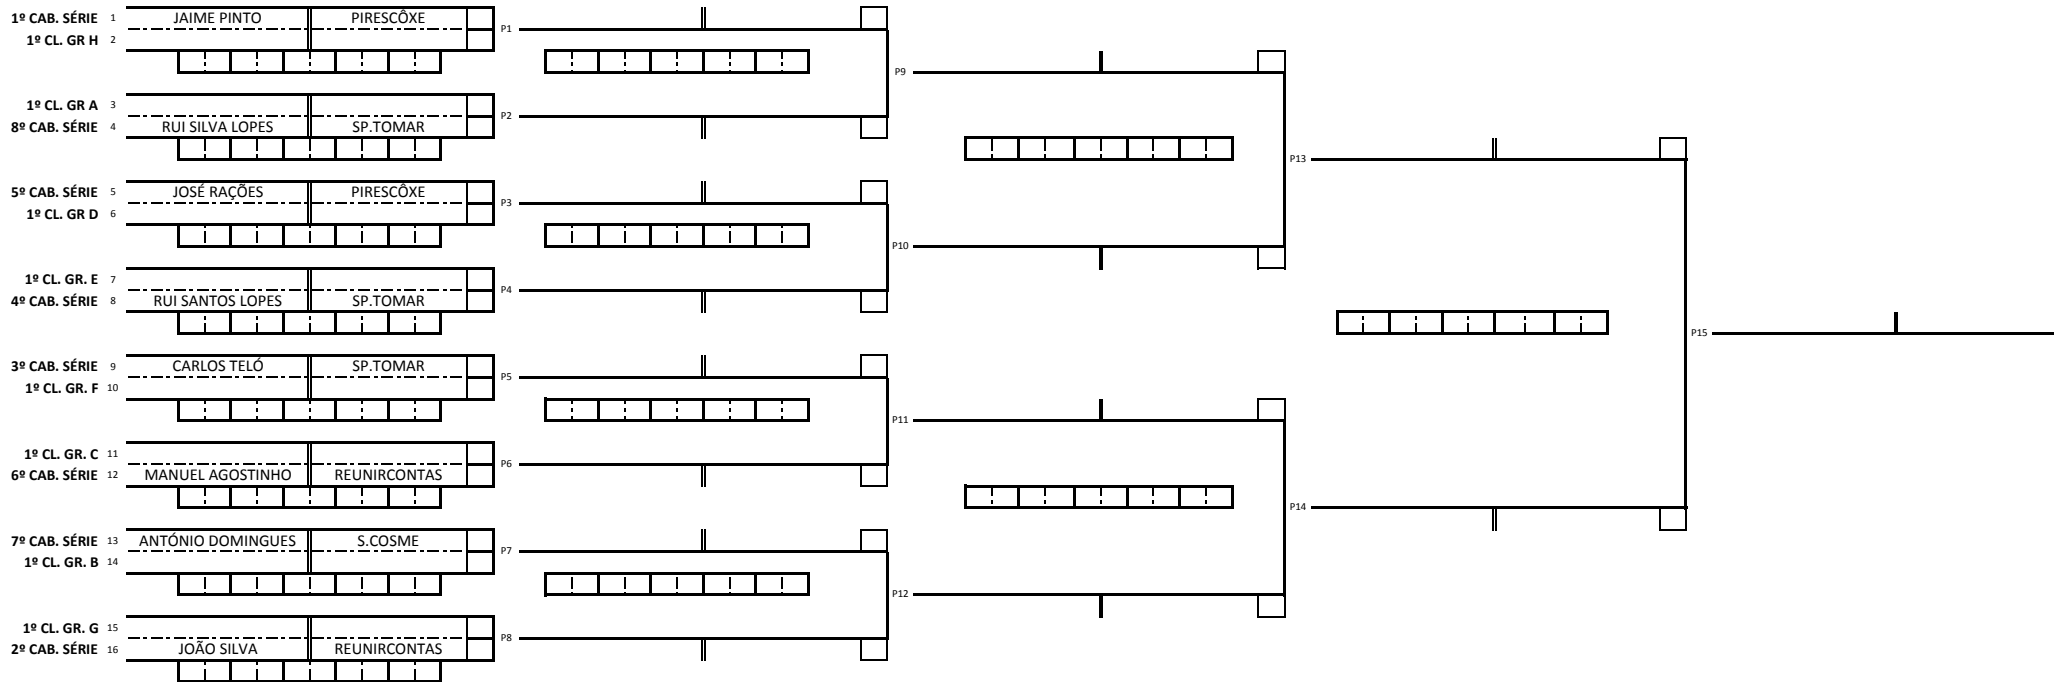 1º CAB. SÉRIE 1 JAIME PINTO PIRESCÔXE
P1
1º CL. GR H 2
P9
1º CL. GR A 3
P2
8º CAB. SÉRIE 4 RUI SILVA LOPES SP.TOMAR
P13
5º CAB. SÉRIE 5 JOSÉ RAÇÕES PIRESCÔXE
P3
1º CL. GR D 6
P10
1º CL. GR. E 7
P4
4º CAB. SÉRIE 8 RUI SANTOS LOPES SP.TOMAR
P15
3º CAB. SÉRIE 9 CARLOS TELÓ SP.TOMAR
P5
1º CL. GR. F 10
P11
1º CL. GR. C 11
P6
6º CAB. SÉRIE 12 MANUEL AGOSTINHO REUNIRCONTAS
P14
7º CAB. SÉRIE 13 ANTÓNIO DOMINGUES S.COSME
P7
1º CL. GR. B 14
P12
1º CL. GR. G 15
P8
2º CAB. SÉRIE 16 JOÃO SILVA REUNIRCONTAS